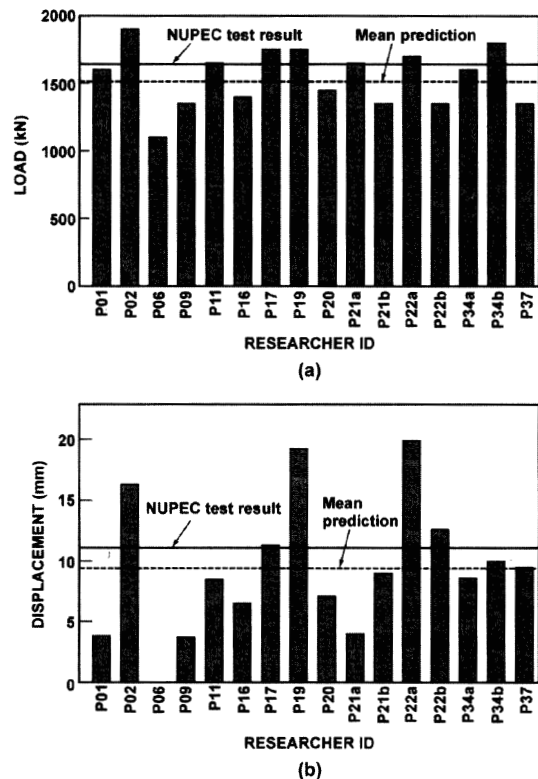 2000
1500
1000
500
0
LOAD (kN)
NUPEC test result
Mean prediction
P01 P02 P06 P09 P11 P16 P17 P19 P20 P21a P21b P22a P22b P34a P34b P37
RESEARCHER ID
(a)
20
15
10
5
0
DISPLACEMENT (mm)
NUPEC test result
Mean
prediction
P01 P02 P06 P09 P11 P16 P17 P19 P20 P21a P21b P22a P22b P34a P34b P37
RESEARCHER ID
(b)